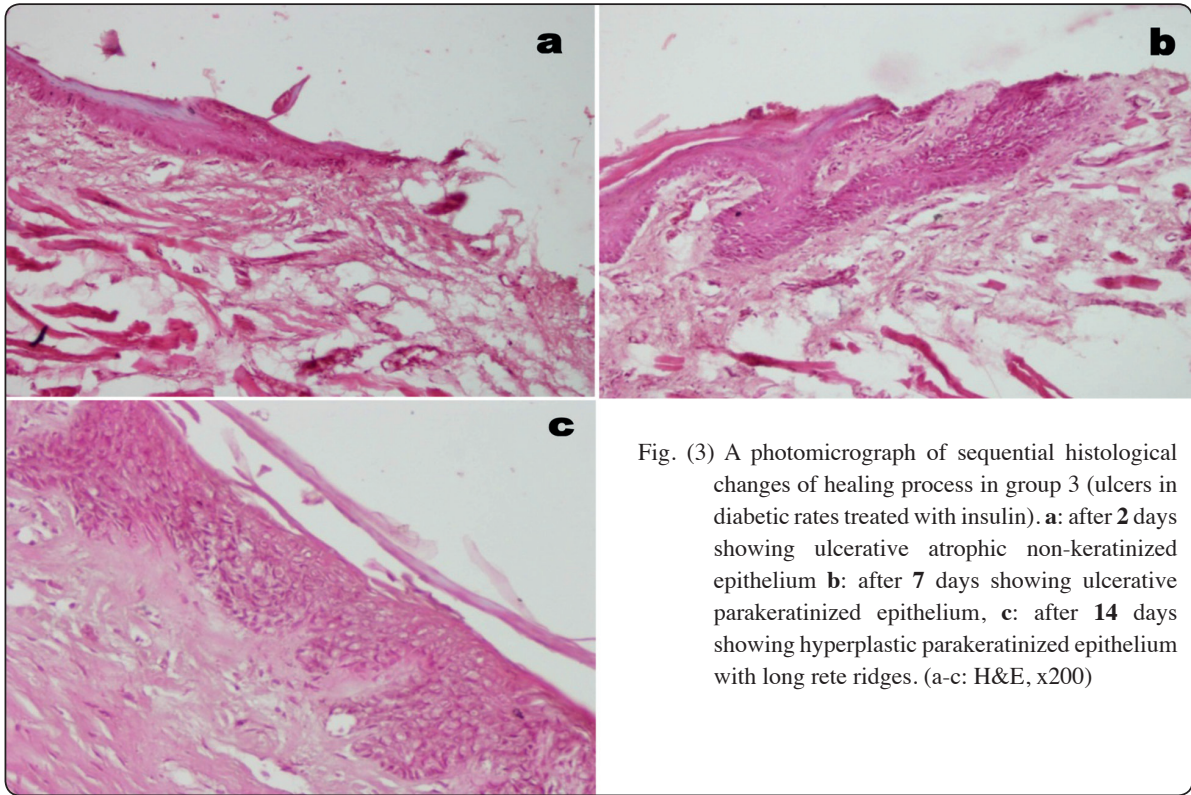 a
b
c
Fig. (3) A photomicrograph of sequential histological
changes of healing process in group 3 (ulcers in
diabetic rates treated with insulin). a: after 2 days
showing ulcerative atrophic non-keratinized
epithelium b: after 7 days showing ulcerative
parakeratinized epithelium, c: after 14 days
showing hyperplastic parakeratinized epithelium
with long rete ridges. (a-c: H&E, x200)